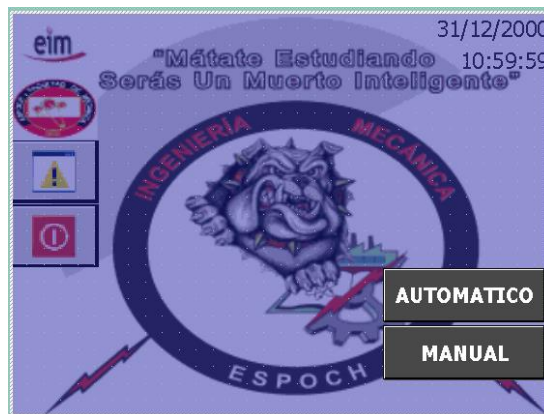 31/12/2000
eim
"Mátate Estudiando
10:59:59
Serás Un Muerto Inteligente"
INGENIERÍA MECÁNICA
AUTOMATICO
MANUAL
ESPOCH